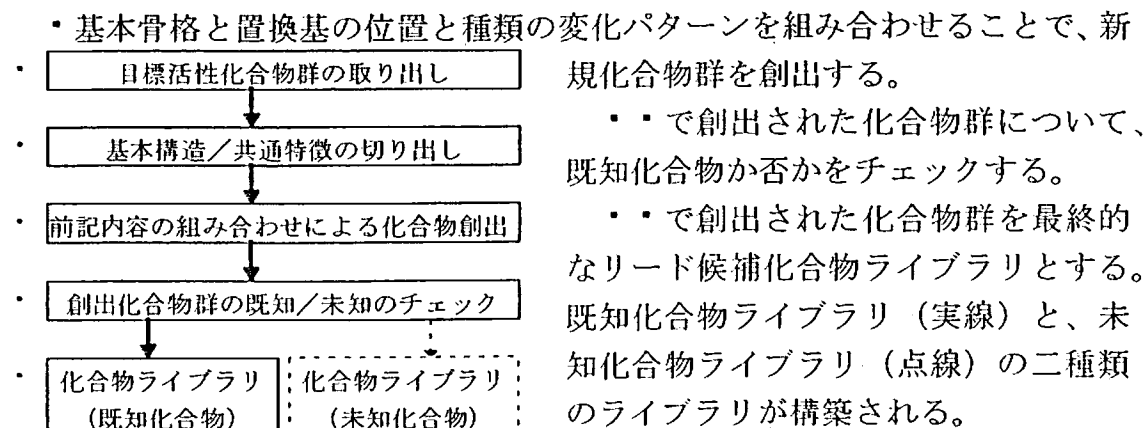 ・基本骨格と置換基の位置と種類の変化パターンを組み合わせることで、新
規化合物群を創出する。
・・で創出された化合物群について、
既知化合物か否かをチェックする。
・・で創出された化合物群を最終的
なリード候補化合物ライブラリとする。
既知化合物ライブラリ（実線）と、未
知化合物ライブラリ（点線）の二種類
のライブラリが構築される。
・目標活性化合物群の取り出し
・基本構造／共通特徴の切り出し
・前記内容の組み合わせによる化合物創出
・創出化合物群の既知／未知のチェック
・化合物ライブラリ
（既知化合物）
化合物ライブラリ
（未知化合物）